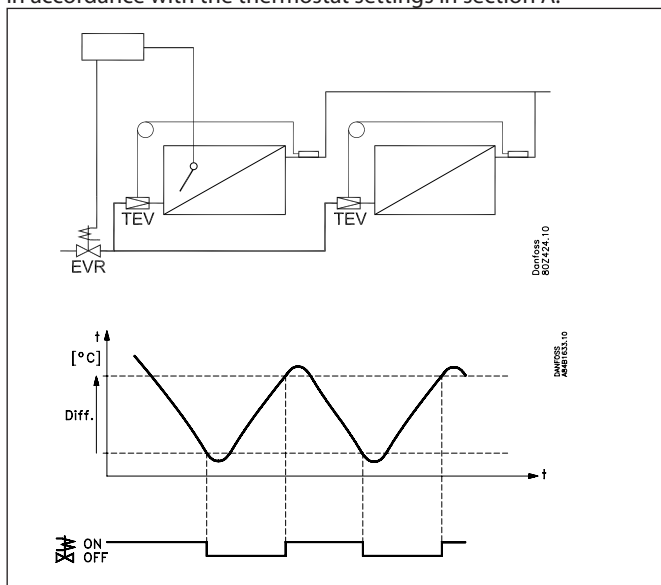 in accordance with the thermostat settings in section A.
TEV
TEV
EVR
Danfoss
80Z424.10
t
[°C]
Diff.
t
DANFOSS
A84B1633.10
ON
OFF